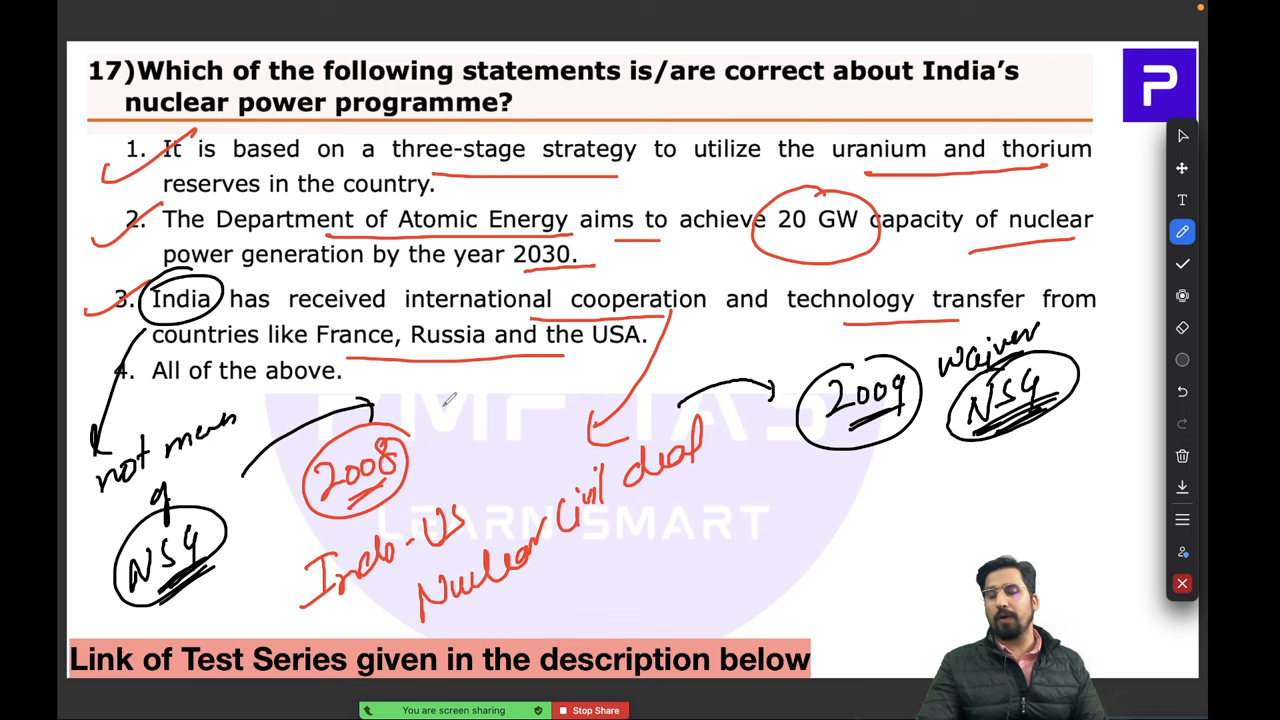 17)Which of the following statements is/are correct about India's
nuclear power programme?
1. It is based on a three-stage strategy to utilize the uranium and thorium
reserves in the country.
2. The Department of Atomic Energy aims to achieve 20 GW capacity of nuclear
power generation by the year 2030.
3. India has received international cooperation and technology transfer from
countries like France, Russia and the USA.
4. All of the above.
P
Waiver
NSG
2009
PMF IAS
LEARN SMART
not mem
of
NSG
2008
Indo-US
Nuclear Civil deal
Link of Test Series given in the description below
You are screen sharing
Stop Share